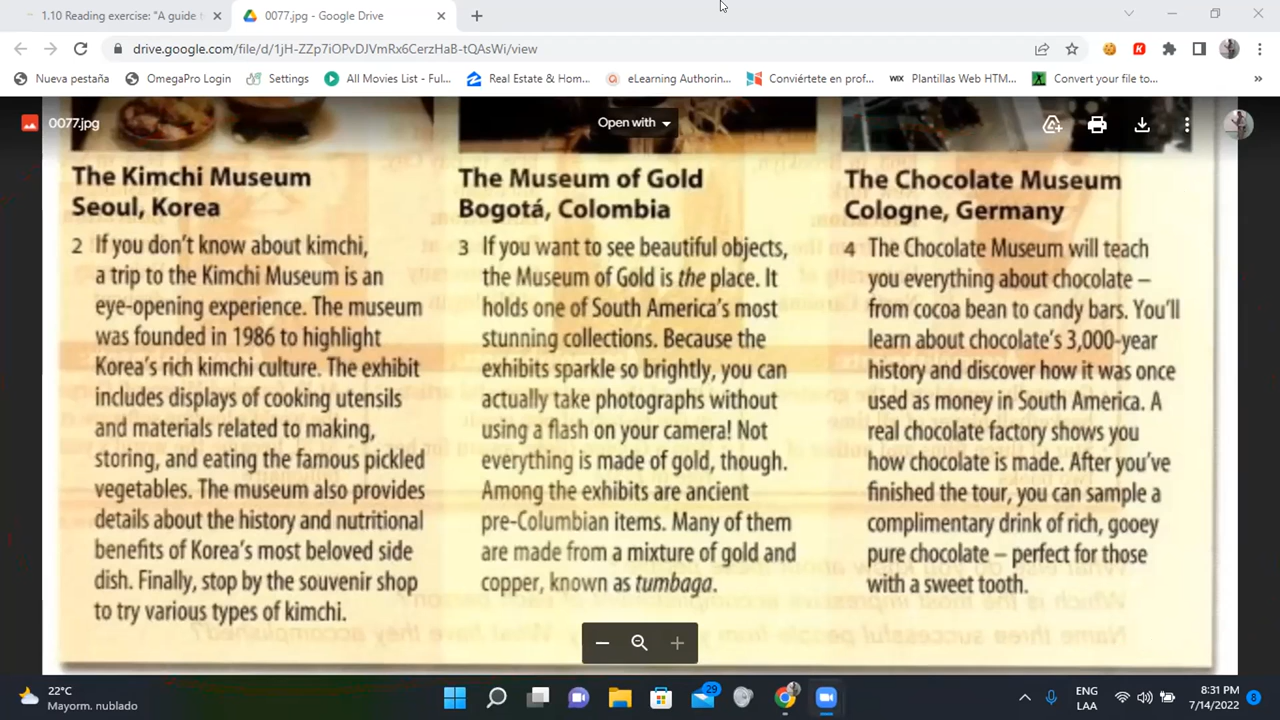 1.10 Reading exercise: "A guide t
0077.jpg - Google Drive
drive.google.com/file/d/1jH-ZZp7iOPvDJVmRx6CerzHaB-tQAsWi/view
Nueva pestaña
OmegaPro Login
Settings
All Movies List - Ful...
Real Estate & Hom...
eLearning Authorin...
Conviértete en prof...
WIX
Plantillas Web HTM...
Convert your file to...
»
0077.jpg
Open with
The Kimchi Museum
Seoul, Korea
2 If you don't know about kimchi,
a trip to the Kimchi Museum is an
eye-opening experience. The museum
was founded in 1986 to highlight
Korea's rich kimchi culture. The exhibit
includes displays of cooking utensils
and materials related to making,
storing, and eating the famous pickled
vegetables. The museum also provides
details about the history and nutritional
benefits of Korea's most beloved side
dish. Finally, stop by the souvenir shop
to try various types of kimchi.
The Museum of Gold
Bogotá, Colombia
3 If you want to see beautiful objects,
the Museum of Gold is the place. It
holds one of South America's most
stunning collections. Because the
exhibits sparkle so brightly, you can
actually take photographs without
using a flash on your camera! Not
everything is made of gold, though.
Among the exhibits are ancient
pre-Columbian items. Many of them
are made from a mixture of gold and
copper, known as tumbaga.
The Chocolate Museum
Cologne, Germany
4 The Chocolate Museum will teach
you everything about chocolate –
from cocoa bean to candy bars. You'll
learn about chocolate's 3,000-year
history and discover how it was once
used as money in South America. A
real chocolate factory shows you
how chocolate is made. After you've
finished the tour, you can sample a
complimentary drink of rich, gooey
pure chocolate – perfect for those
with a sweet tooth.
22°C
Mayorm. nublado
29
ENG
LAA
8:31 PM
7/14/2022
8